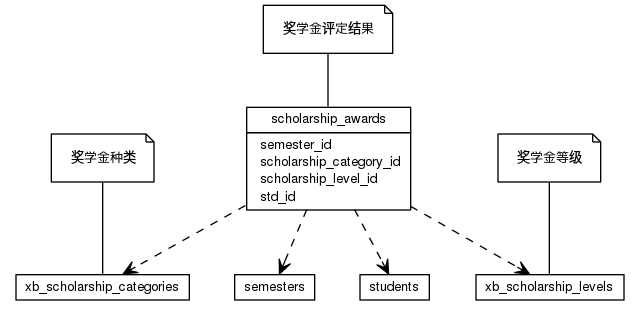 奖学金评定结果
scholarship_awards
semester_id
scholarship_category_id
scholarship_level_id
std_id
奖学金种类
奖学金等级
xb_scholarship_categories
semesters
students
xb_scholarship_levels